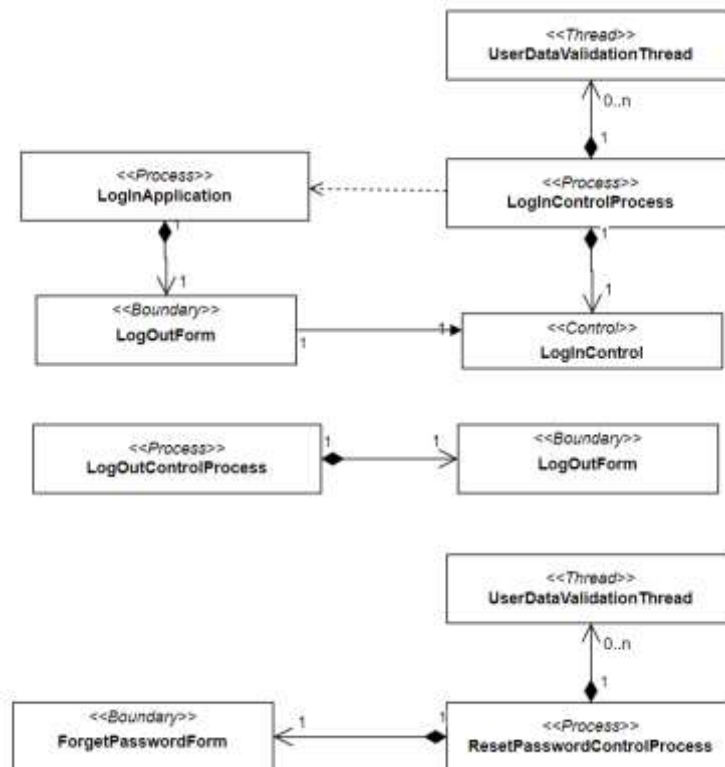 <<Thread>>
UserDataValidationThread
0..n
1
<<Process>>
LogInApplication
<<Process>>
LogInControlProcess
1
1
1
1
<<Boundary>>
LogOutForm
<<Control>>
LogInControl
1
1
<<Process>>
LogOutControlProcess
1
1
<<Boundary>>
LogOutForm
<<Thread>>
UserDataValidationThread
0..n
1
<<Boundary>>
ForgetPasswordForm
1
1
<<Process>>
ResetPasswordControlProcess